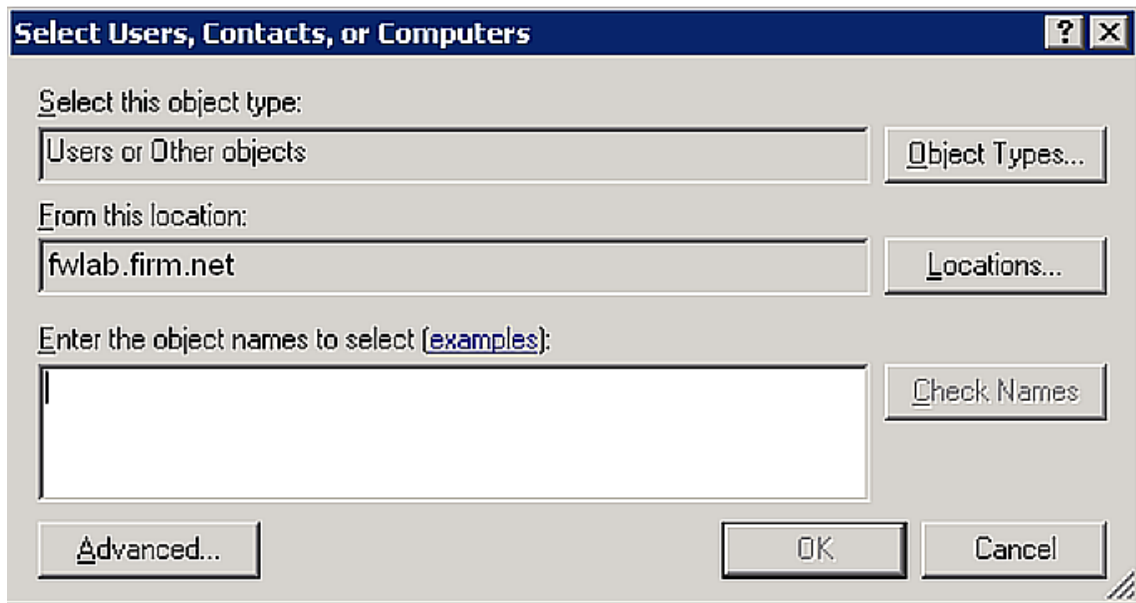 Select Users, Contacts, or Computers
Select this object type:
Users or Other objects
Object Types...
From this location:
fwlab.firm.net
Locations...
Enter the object names to select (examples):
Check Names
Advanced...
OK
Cancel